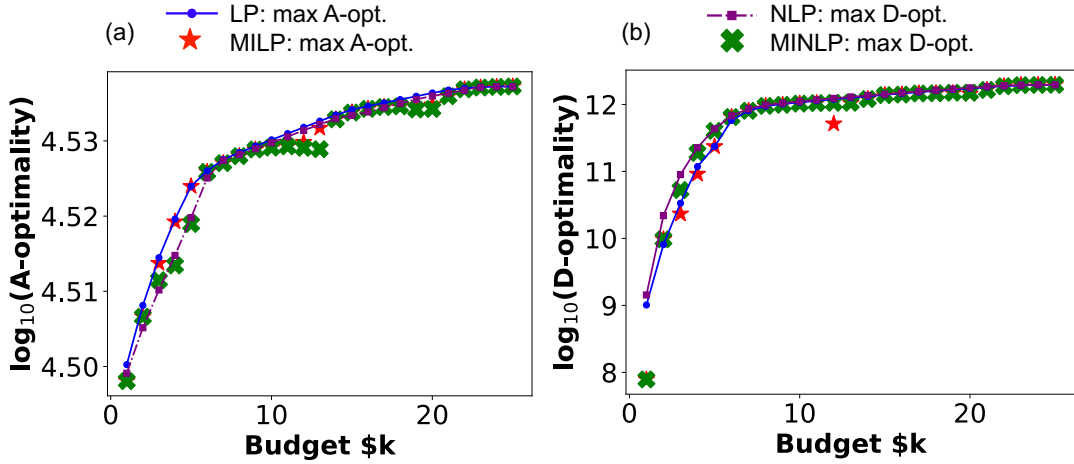 (a)
LP: max A-opt.
MILP: max A-opt.
(b)
NLP: max D-opt.
MINLP: max D-opt.
log₁₀(A-optimality)
4.53
4.52
4.51
4.50
0
10
20
Budget $k
log₁₀(D-optimality)
12
11
10
9
8
0
10
20
Budget $k